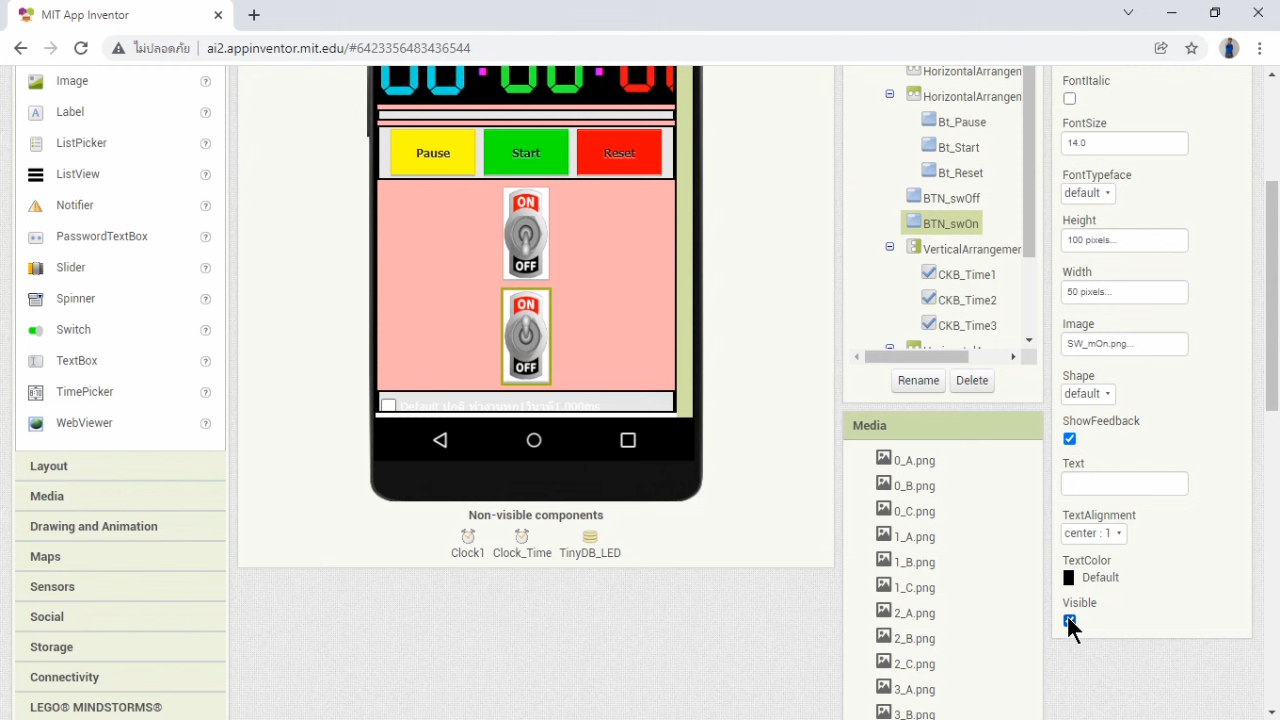 MIT App Inventor
ไม่ปลอดภัย
ai2.appinventor.mit.edu/#6423356483436544
Image
Label
ListPicker
ListView
Notifier
PasswordTextBox
Slider
Spinner
Switch
TextBox
TimePicker
WebViewer
Layout
Media
Drawing and Animation
Maps
Sensors
Social
Storage
Connectivity
LEGO® MINDSTORMS®
Pause
Start
Reset
ON
OFF
ON
OFF
Non-visible components
Clock1
Clock_Time
TinyDB_LED
HorizontalArrangen
HorizontalArrangen
Bt_Pause
Bt_Start
Bt_Reset
BTN_swOff
BTN_swOn
VerticalArrangemer
CKB_Time1
CKB_Time2
CKB_Time3
Rename
Delete
Media
0_A.png
0_B.png
0_C.png
1_A.png
1_B.png
1_C.png
2_A.png
2_B.png
2_C.png
3_A.png
3_B.png
FontItalic
FontSize
14.0
FontTypeface
default
Height
100 pixels...
Width
50 pixels...
Image
SW_mOn.png...
Shape
default
ShowFeedback
Text
TextAlignment
center : 1
TextColor
Default
Visible